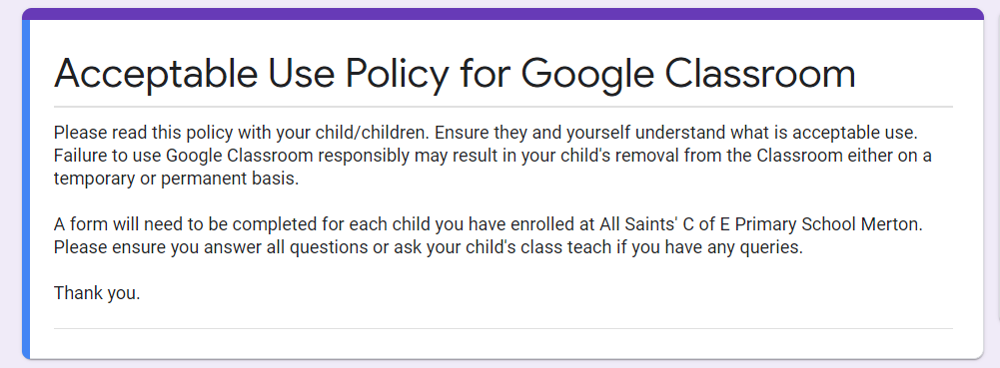 Acceptable Use Policy for Google Classroom
Please read this policy with your child/children. Ensure they and yourself understand what is acceptable use.
Failure to use Google Classroom responsibly may result in your child's removal from the Classroom either on a
temporary or permanent basis.
A form will need to be completed for each child you have enrolled at All Saints' C of E Primary School Merton.
Please ensure you answer all questions or ask your child's class teach if you have any queries.
Thank you.